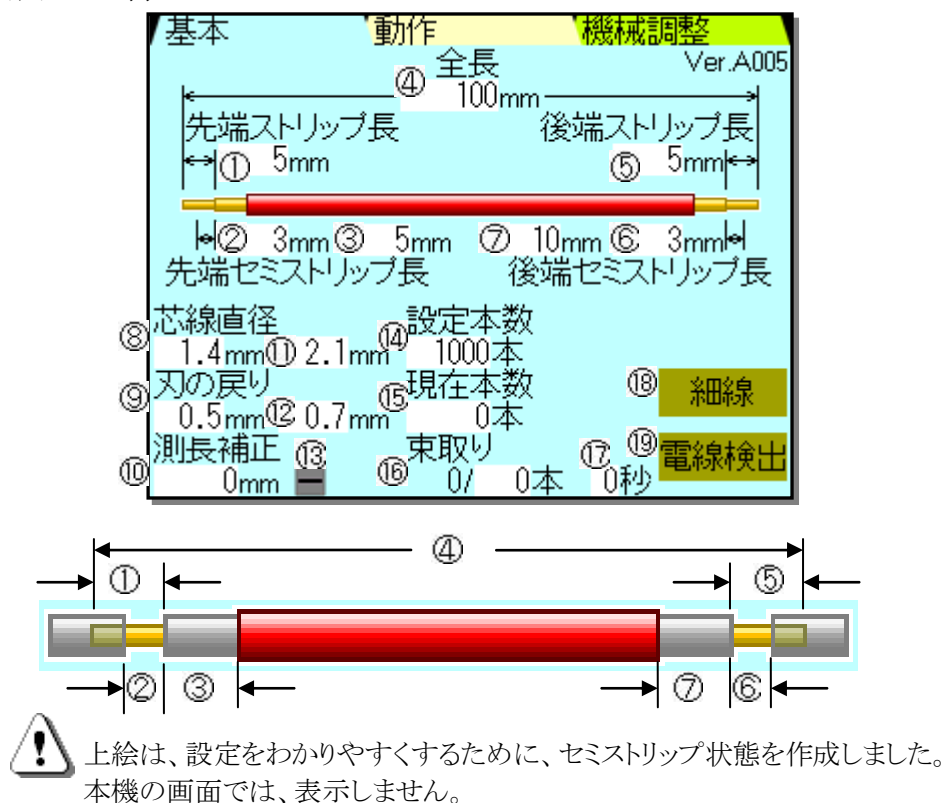 基本 動作 機械調整
全長 Ver.A005
④ 100mm
先端ストリップ長 後端ストリップ長
① 5mm ⑤ 5mm
② 3mm ③ 5mm ⑦ 10mm ⑥ 3mm
先端セミストリップ長 後端セミストリップ長
芯線直径 設定本数
⑧ 1.4mm ⑪ 2.1mm ⑭ 1000本
刃の戻り 現在本数 ⑱ 細線
⑨ 0.5mm ⑫ 0.7mm ⑮ 0本
測長補正 束取り ⑲ 電線検出
⑩ 0mm ⑬ ー ⑯ 0/ 0本 ⑰ 0秒
④
① ⑤
② ③ ⑦ ⑥
上絵は、設定をわかりやすくするために、セミストリップ状態を作成しました。
本機の画面では、表示しません。